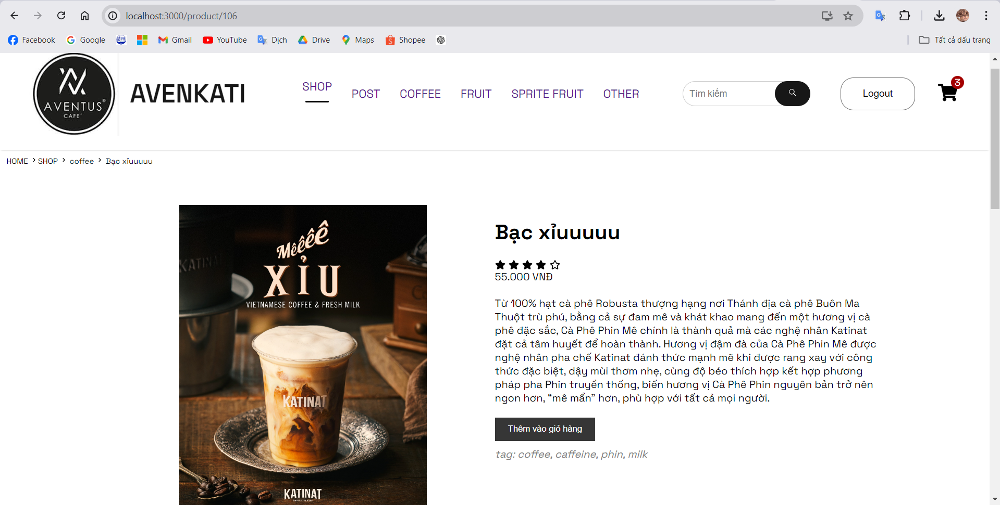 localhost:3000/product/106
Facebook
Google
Gmail
YouTube
Dịch
Drive
Maps
Shopee
Tất cả dấu trang
AVENTUS®
CAFE
AVENKATI
SHOP
POST
COFFEE
FRUIT
SPRITE FRUIT
OTHER
Tìm kiếm
Logout
3
HOME > SHOP > coffee > Bạc xỉuuuuu
Mêêêê
XỈU
VIETNAMESE COFFEE & FRESH MILK
KATINAT
KATINAT
KATINAT
Bạc xỉuuuuu
55.000 VNĐ
Từ 100% hạt cà phê Robusta thượng hạng nơi Thánh địa cà phê Buôn Ma
Thuột trù phú, bằng cả sự đam mê và khát khao mang đến một hương vị cà
phê đặc sắc, Cà Phê Phin Mê chính là thành quả mà các nghệ nhân Katinat
đặt cả tâm huyết để hoàn thành. Hương vị đậm đà của Cà Phê Phin Mê được
nghệ nhân pha chế Katinat đánh thức mạnh mẽ khi được rang xay với công
thức đặc biệt, dậy mùi thơm nhẹ, cùng độ béo thích hợp kết hợp phương
pháp pha Phin truyền thống, biến hương vị Cà Phê Phin nguyên bản trở nên
ngon hơn, “mê mẩn” hơn, phù hợp với tất cả mọi người.
Thêm vào giỏ hàng
tag: coffee, caffeine, phin, milk